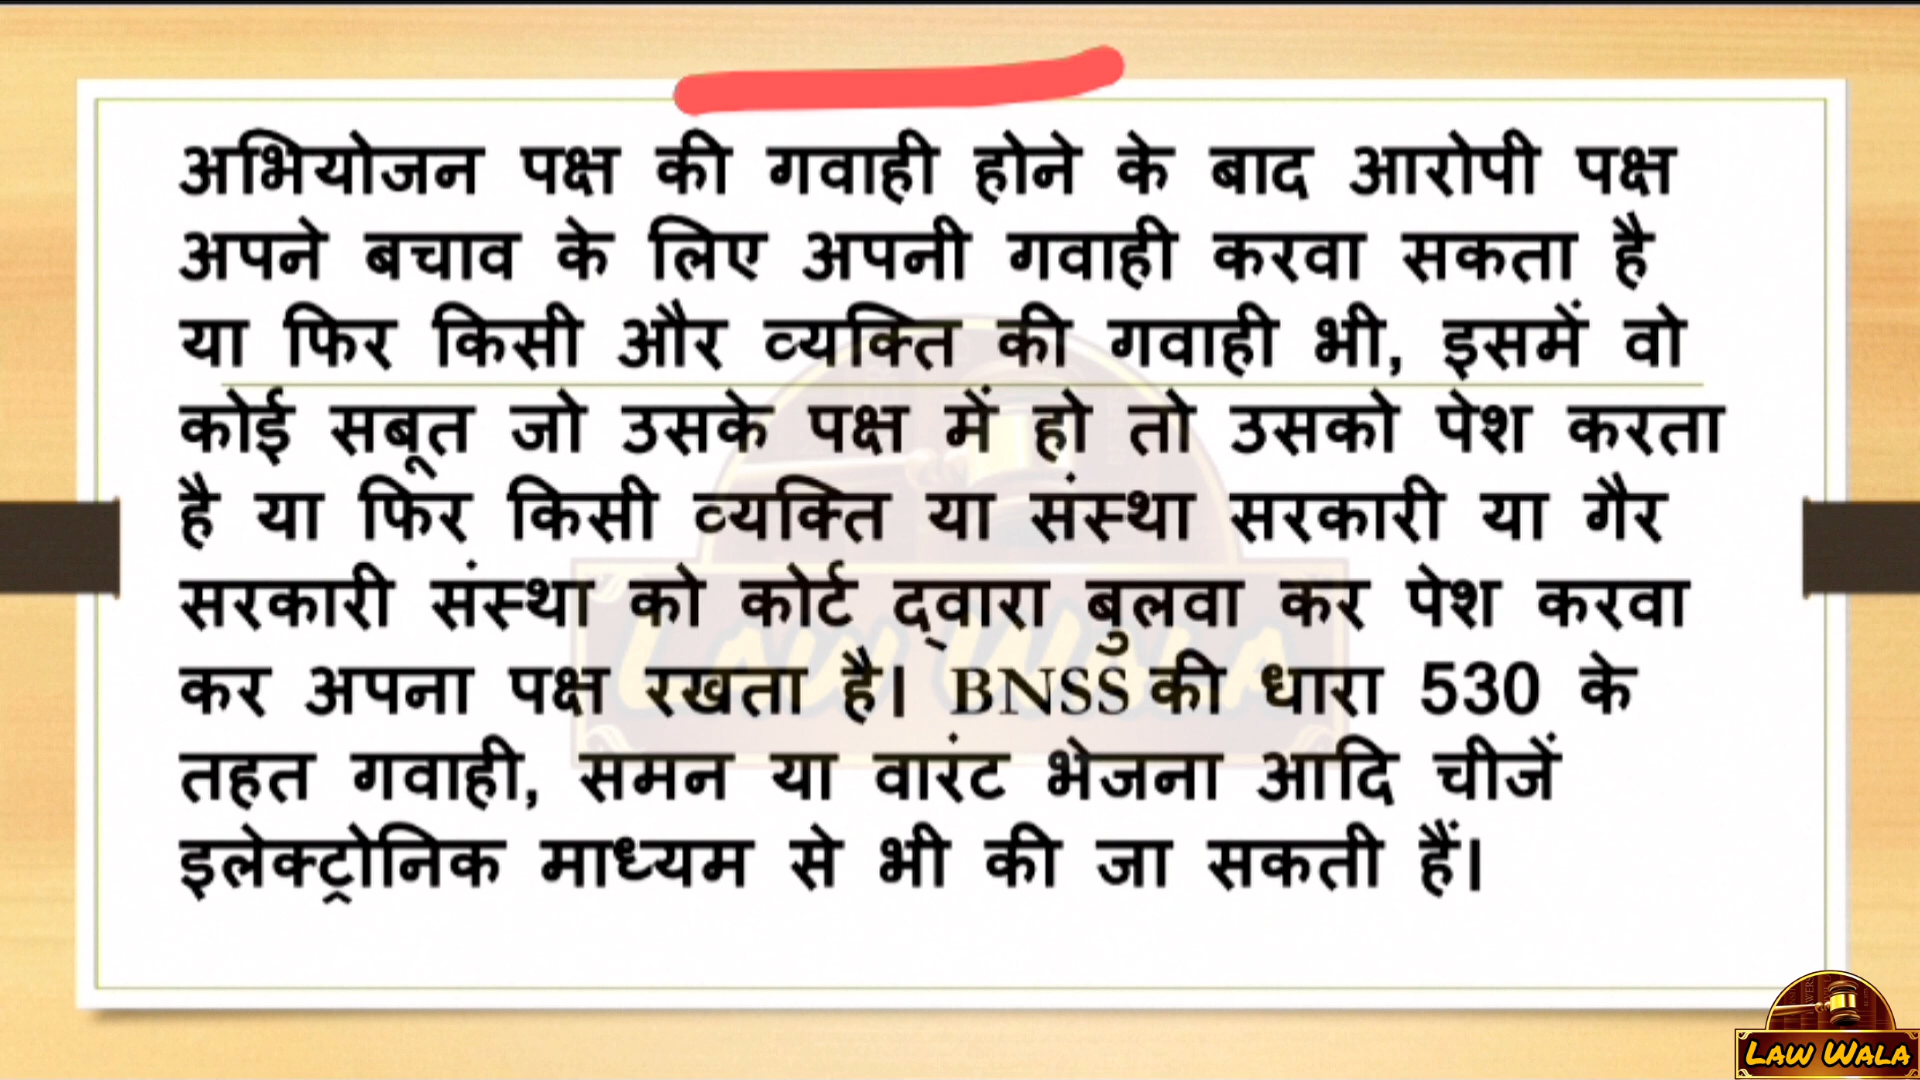 अभियोजन पक्ष की गवाही होने के बाद आरोपी पक्ष
अपने बचाव के लिए अपनी गवाही करवा सकता है
या फिर किसी और व्यक्ति की गवाही भी, इसमें वो
कोई सबूत जो उसके पक्ष में हो तो उसको पेश करता
है या फिर किसी व्यक्ति या संस्था सरकारी या गैर
सरकारी संस्था को कोर्ट द्वारा बुलवा कर पेश करवा
कर अपना पक्ष रखता है। BNSS की धारा 530 के
तहत गवाही, समन या वारंट भेजना आदि चीजें
इलेक्ट्रोनिक माध्यम से भी की जा सकती हैं।
LAW WALA
LAW WALA